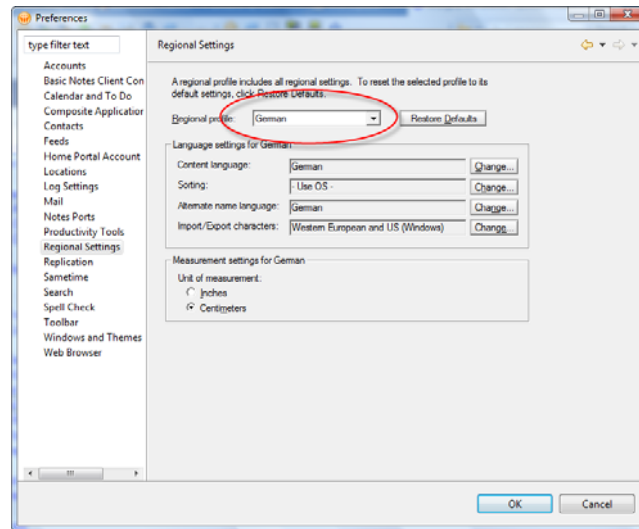 Preferences
type filter text
Accounts
Basic Notes Client Con
Calendar and To Do
Composite Applicatior
Contacts
Feeds
Home Portal Account
Locations
Log Settings
Mail
Notes Ports
Productivity Tools
Regional Settings
Replication
Sametime
Search
Spell Check
Toolbar
Windows and Themes
Web Browser
Regional Settings
A regional profile includes all regional settings. To reset the selected profile to its
default settings, click Restore Defaults.
Regional profile: German Restore Defaults
Language settings for German
Content language: German Change...
Sorting: - Use OS - Change...
Alternate name language: German Change...
Import/Export characters: Western European and US (Windows) Change...
Measurement settings for German
Unit of measurement:
Inches
Centimeters
OK Cancel